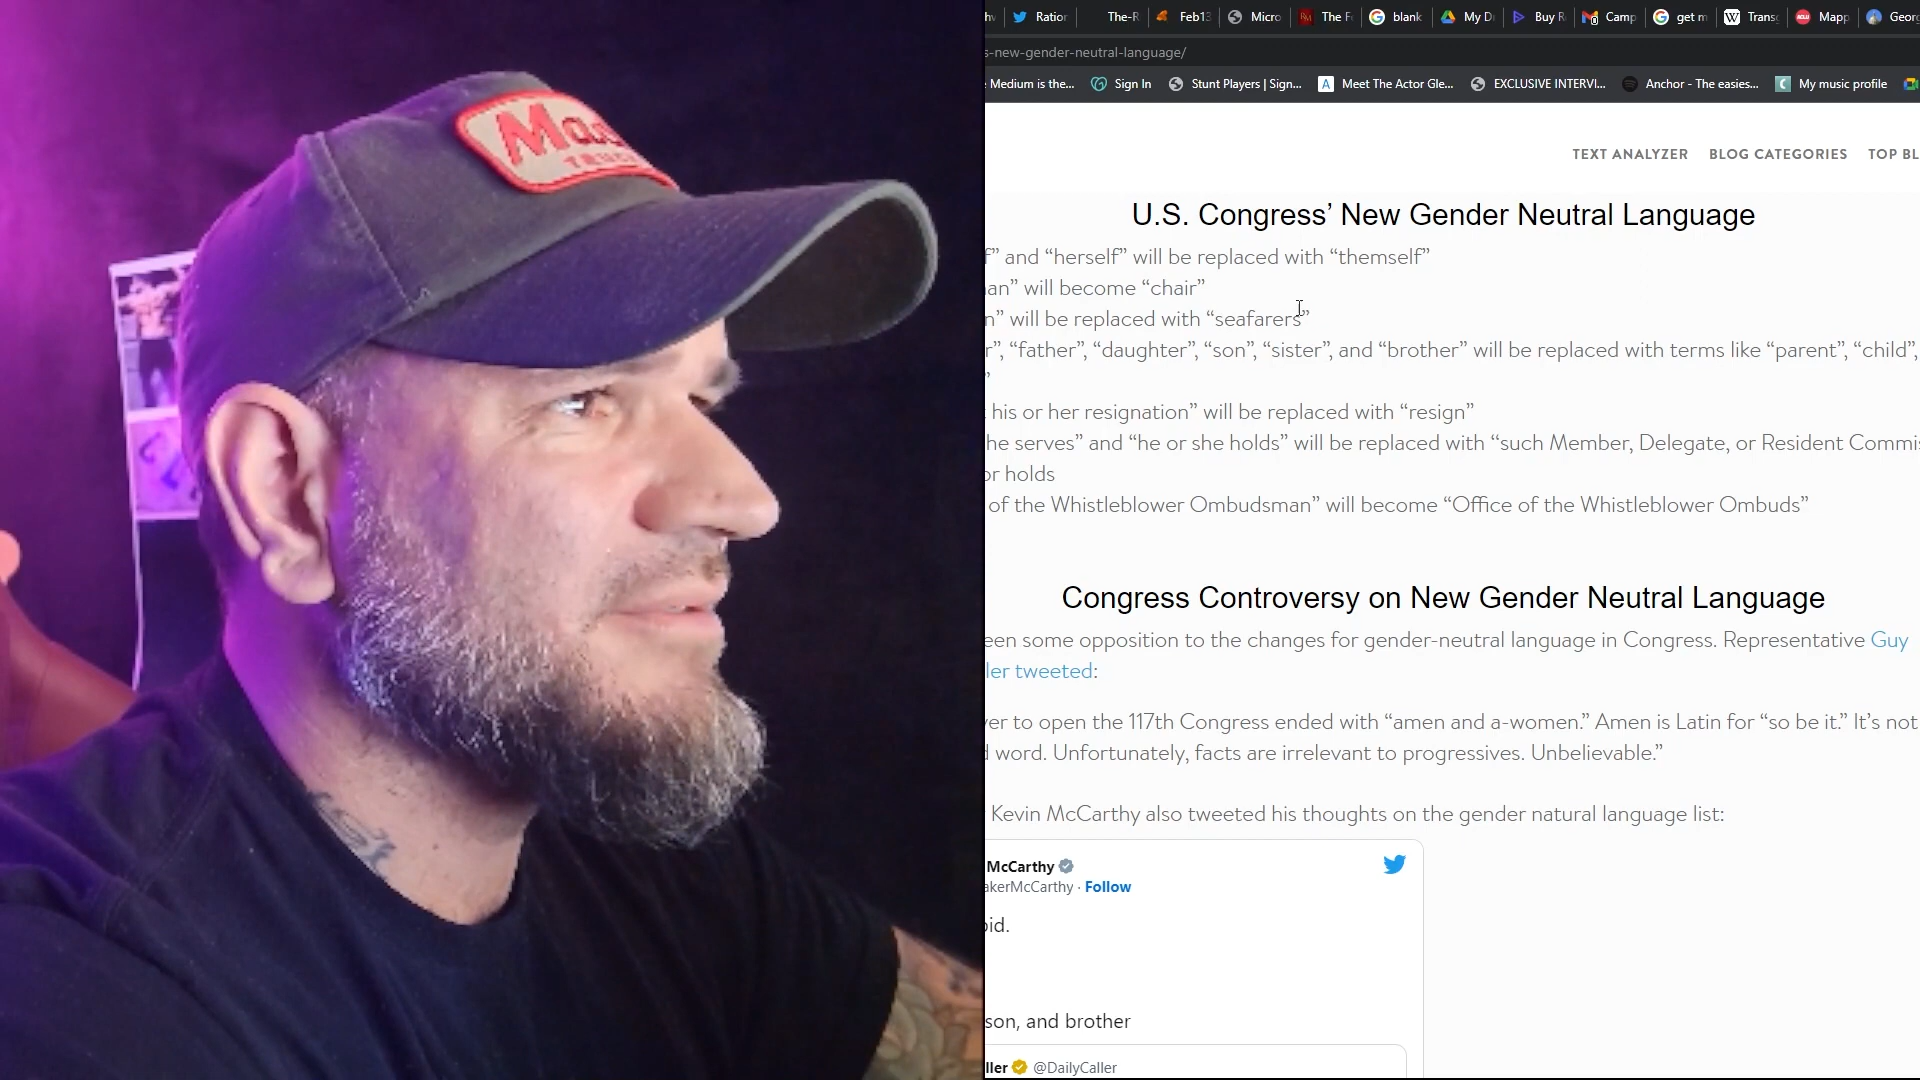 Ma
TRUC
Ratior
The-R
Feb13
Micro
The F
blank
My D
Buy R
Camp
get m
Trans
Mapp
Georg
s-new-gender-neutral-language/
Medium is the...
Sign In
Stunt Players | Sign...
Meet The Actor Gle...
EXCLUSIVE INTERVI...
Anchor - The easies...
My music profile
TEXT ANALYZER
BLOG CATEGORIES
TOP BL
U.S. Congress’ New Gender Neutral Language
f” and “herself” will be replaced with “themself”
an” will become “chair”
n” will be replaced with “seafarers”
r”, “father”, “daughter”, “son”, “sister”, and “brother” will be replaced with terms like “parent”, “child”,
”
his or her resignation” will be replaced with “resign”
he serves” and “he or she holds” will be replaced with “such Member, Delegate, or Resident Commis
or holds
of the Whistleblower Ombudsman” will become “Office of the Whistleblower Ombuds”
Congress Controversy on New Gender Neutral Language
een some opposition to the changes for gender-neutral language in Congress. Representative Guy
ler tweeted:
er to open the 117th Congress ended with “amen and a-women.” Amen is Latin for “so be it.” It’s not
d word. Unfortunately, facts are irrelevant to progressives. Unbelievable.”
Kevin McCarthy also tweeted his thoughts on the gender natural language list:
McCarthy
akerMcCarthy · Follow
pid.
son, and brother
ller @DailyCaller